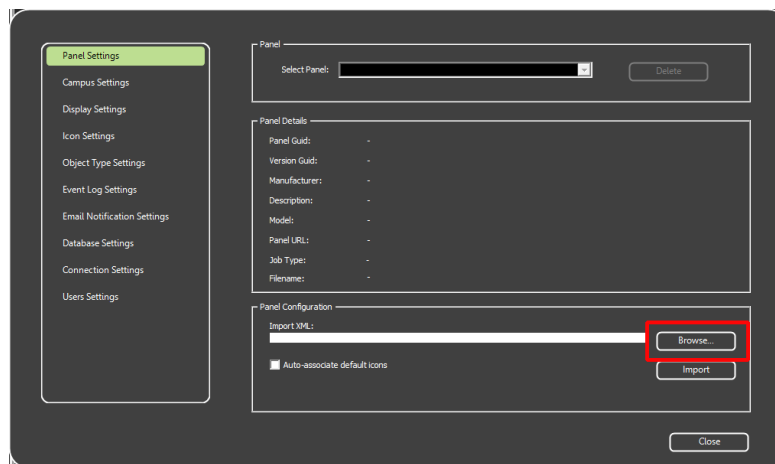 Panel Settings
Campus Settings
Display Settings
Icon Settings
Object Type Settings
Event Log Settings
Email Notification Settings
Database Settings
Connection Settings
Users Settings
Panel
Select Panel:
Delete
Panel Details
Panel Guid: -
Version Guid: -
Manufacturer: -
Description: -
Model: -
Panel URL: -
Job Type: -
Filename: -
Panel Configuration
Import XML:
Browse...
Auto-associate default icons
Import
Close